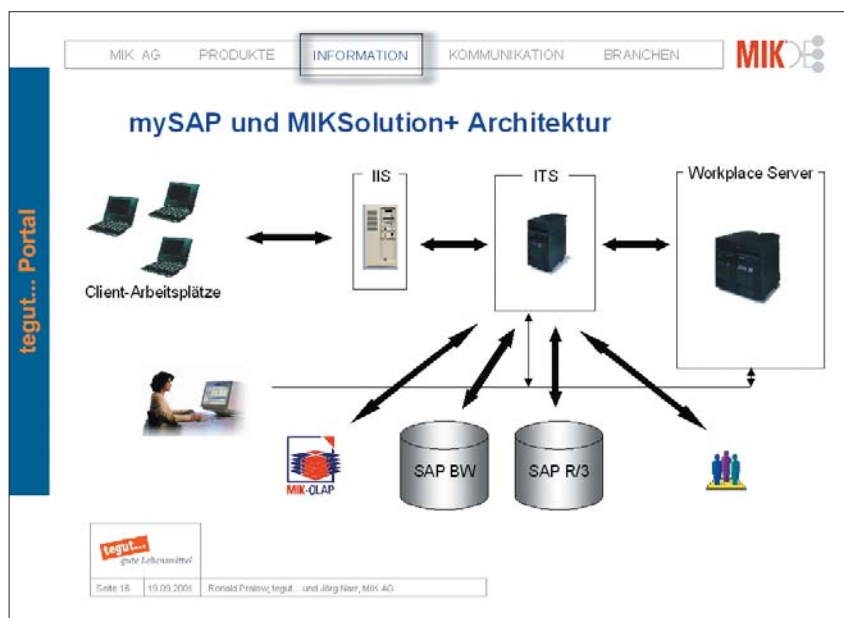 MIK AG PRODUKTE INFORMATION KOMMUNIKATION BRANCHEN MIK
mySAP und MIKSolution+ Architektur
tegut... Portal
IIS
ITS
Workplace Server
Client-Arbeitsplätze
MIK-OLAP
SAP BW
SAP R/3
tegut...
gute Lebensmittel
Seite 16 19.09.2001 Ronald Pralow, tegut... und Jörg Narr, MIK AG